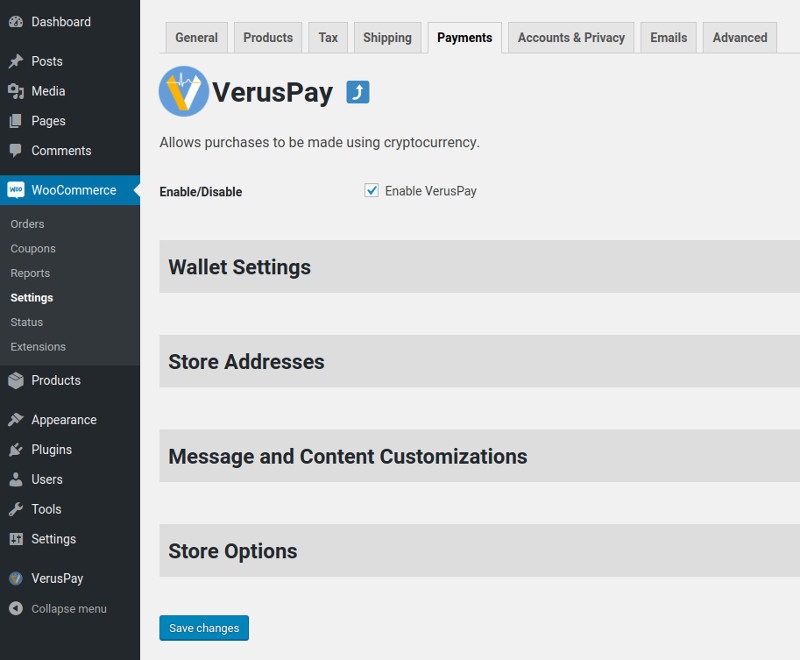 Dashboard
Posts
Media
Pages
Comments
WooCommerce
Orders
Coupons
Reports
Settings
Status
Extensions
Products
Appearance
Plugins
Users
Tools
Settings
VerusPay
Collapse menu
General Products Tax Shipping Payments Accounts & Privacy Emails Advanced
VerusPay
Allows purchases to be made using cryptocurrency.
Enable/Disable Enable VerusPay
Wallet Settings
Store Addresses
Message and Content Customizations
Store Options
Save changes